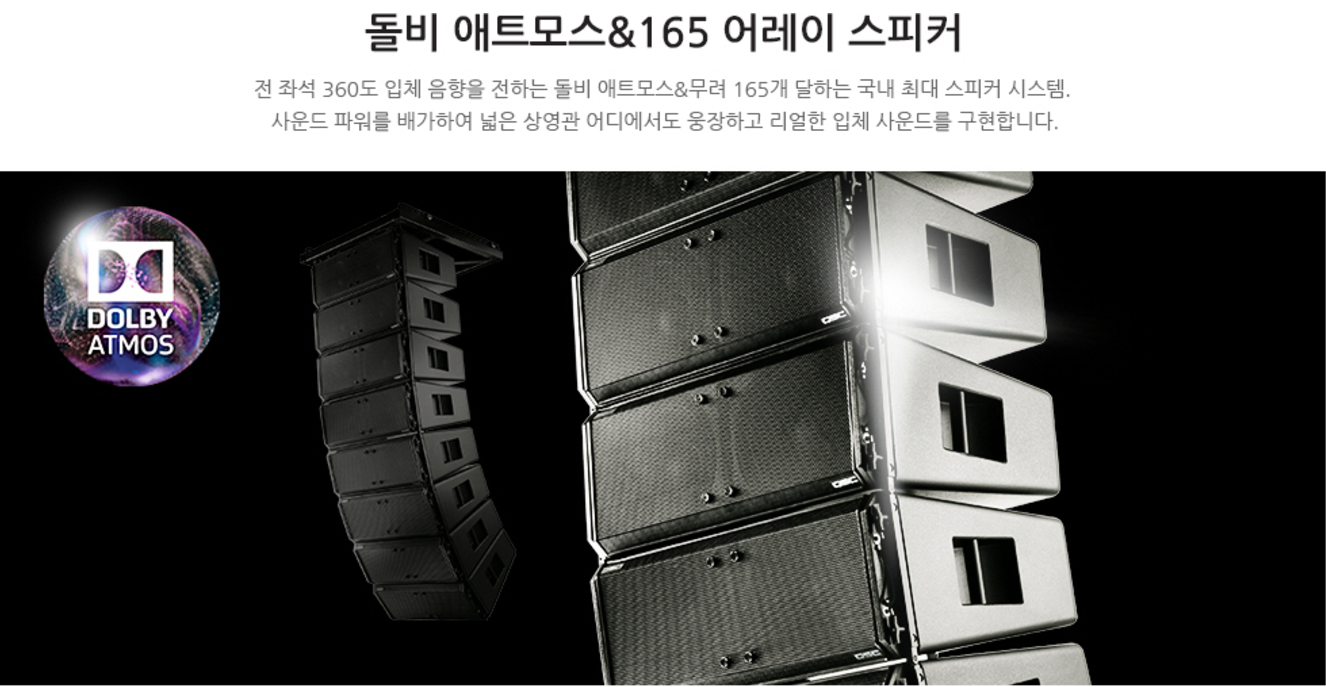 돌비 애트모스&165 어레이 스피커
전 좌석 360도 입체 음향을 전하는 돌비 애트모스&무려 165개 달하는 국내 최대 스피커 시스템.
사운드 파워를 배가하여 넓은 상영관 어디에서도 웅장하고 리얼한 입체 사운드를 구현합니다.
DOLBY
ATMOS
QSC
QSC
QSC